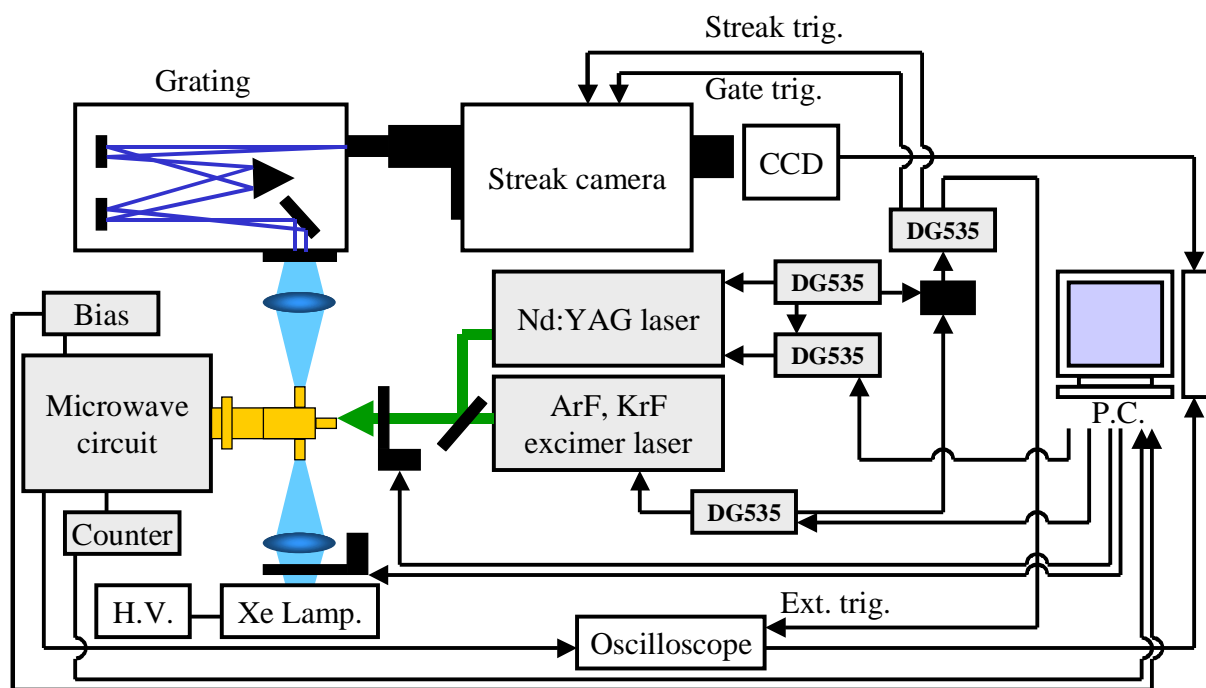 Streak trig.
Grating
Gate trig.
Streak camera
CCD
DG535
DG535
Bias
Nd:YAG laser
DG535
Microwave
circuit
ArF, KrF
excimer laser
P.C.
DG535
Counter
H.V.
Xe Lamp.
Ext. trig.
Oscilloscope